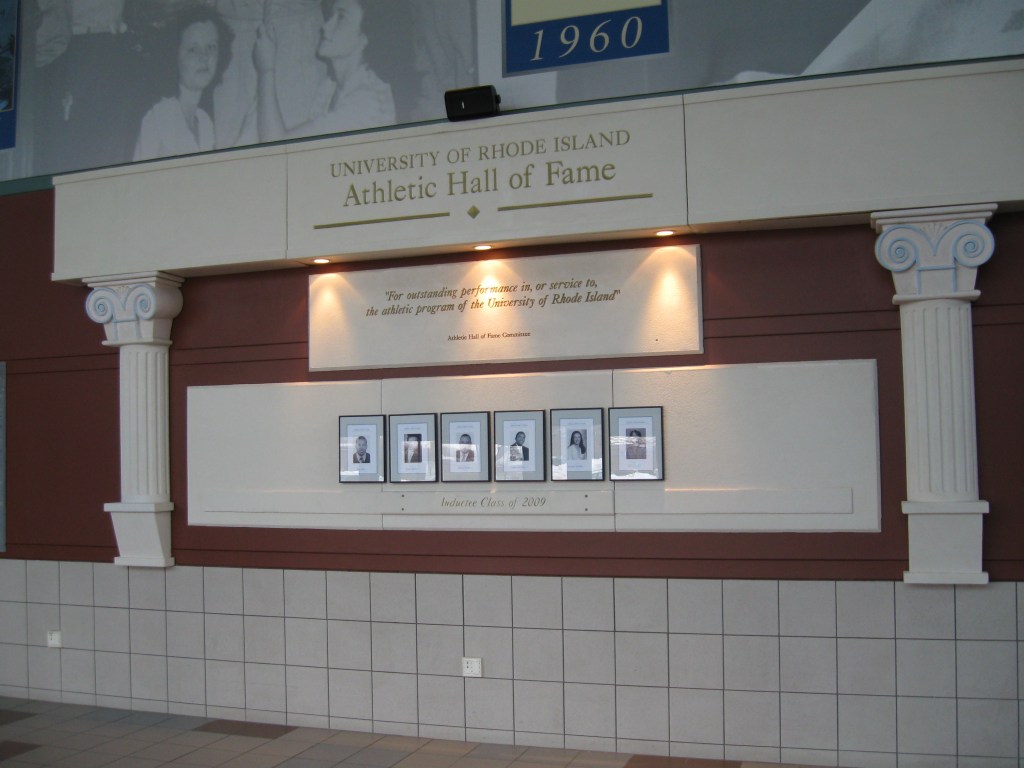 1960
UNIVERSITY OF RHODE ISLAND
Athletic Hall of Fame
"For outstanding performance in, or service to,
the athletic program of the University of Rhode Island"
Athletic Hall of Fame Committee
Inductee Class of 2009